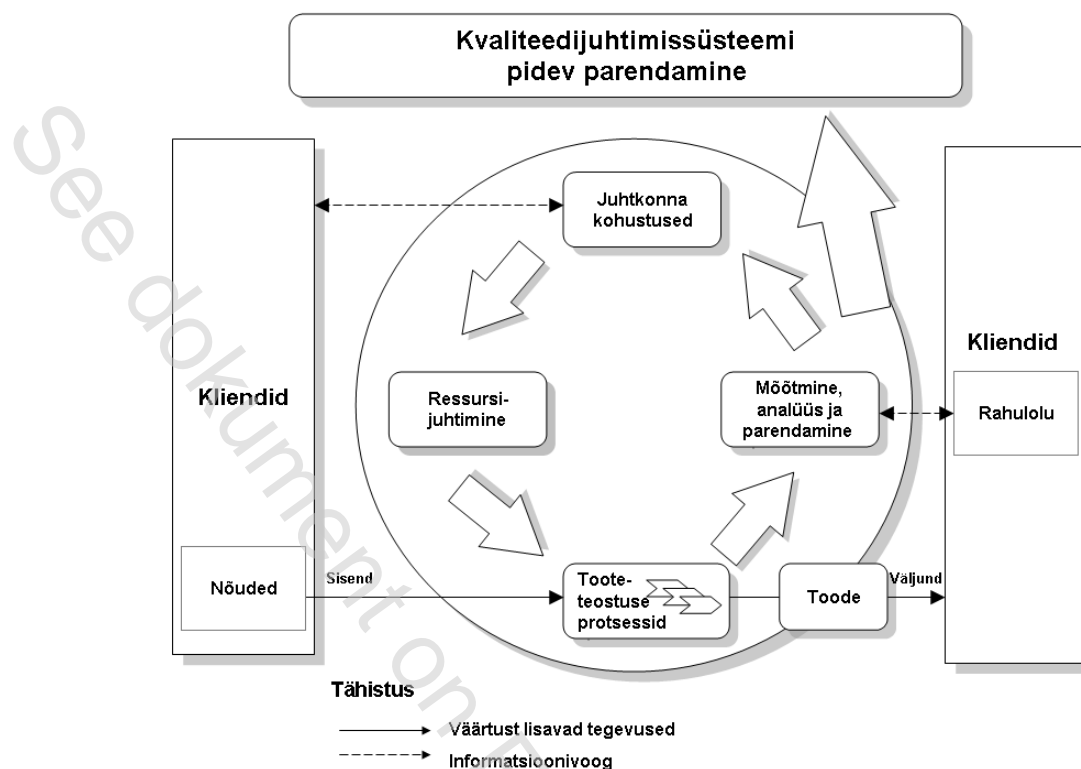 Kvaliteedijuhtimissüsteemi
pidev parendamine
Juhtkonna
kohustused
Kliendid
Kliendid
Ressursi-
juhtimine
Mõõtmine,
analüüs ja
parendamine
Rahulolu
Nõuded
Sisend
Toote-
teostuse
protsessid
Toode
Väljund
Tähistus
Väärtust lisavad tegevused
Informatsioonivoog
See dokument on